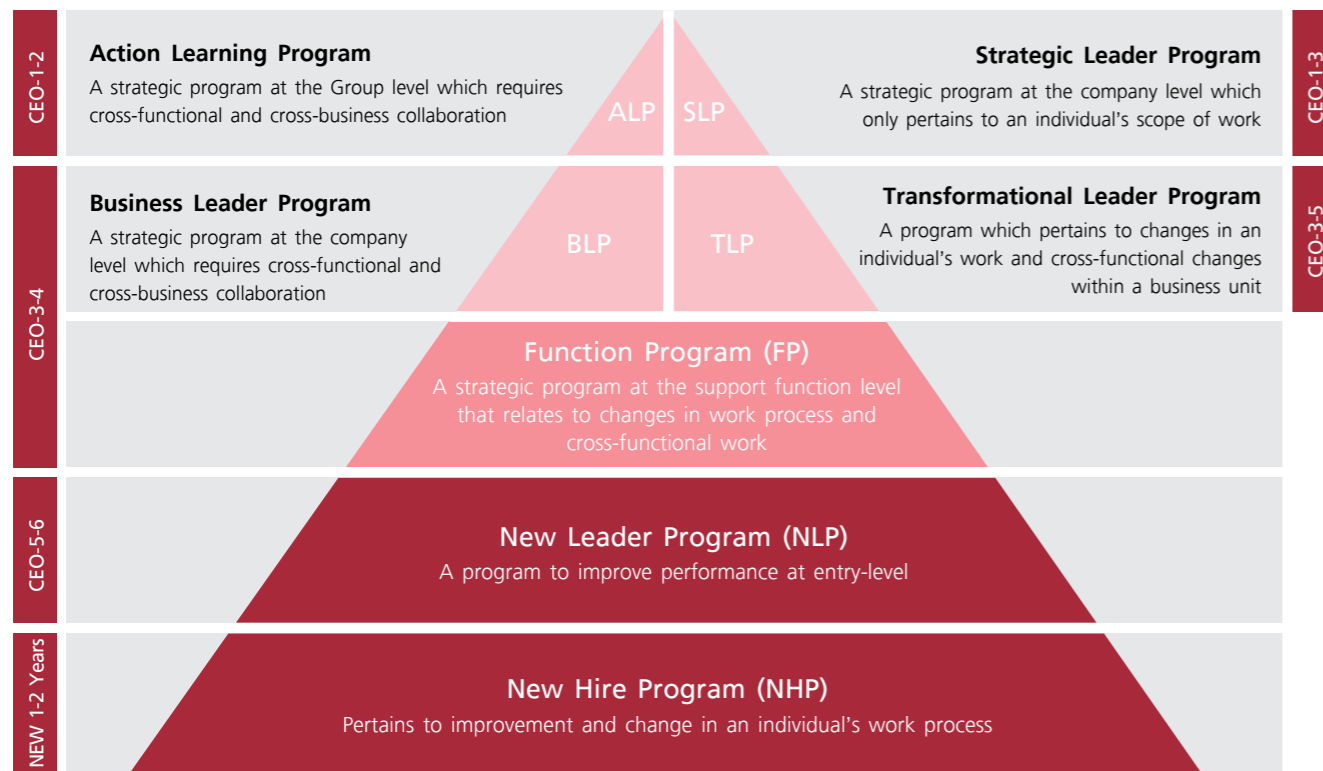 CEO-1-2
Action Learning Program
A strategic program at the Group level which requires
cross-functional and cross-business collaboration
ALP
SLP
Strategic Leader Program
A strategic program at the company level which
only pertains to an individual's scope of work
CEO-1-3
CEO-3-4
Business Leader Program
A strategic program at the company
level which requires cross-functional and
cross-business collaboration
BLP
TLP
Transformational Leader Program
A program which pertains to changes in an
individual's work and cross-functional changes
within a business unit
CEO-3-5
Function Program (FP)
A strategic program at the support function level
that relates to changes in work process and
cross-functional work
CEO-5-6
New Leader Program (NLP)
A program to improve performance at entry-level
NEW 1-2 Years
New Hire Program (NHP)
Pertains to improvement and change in an individual's work process